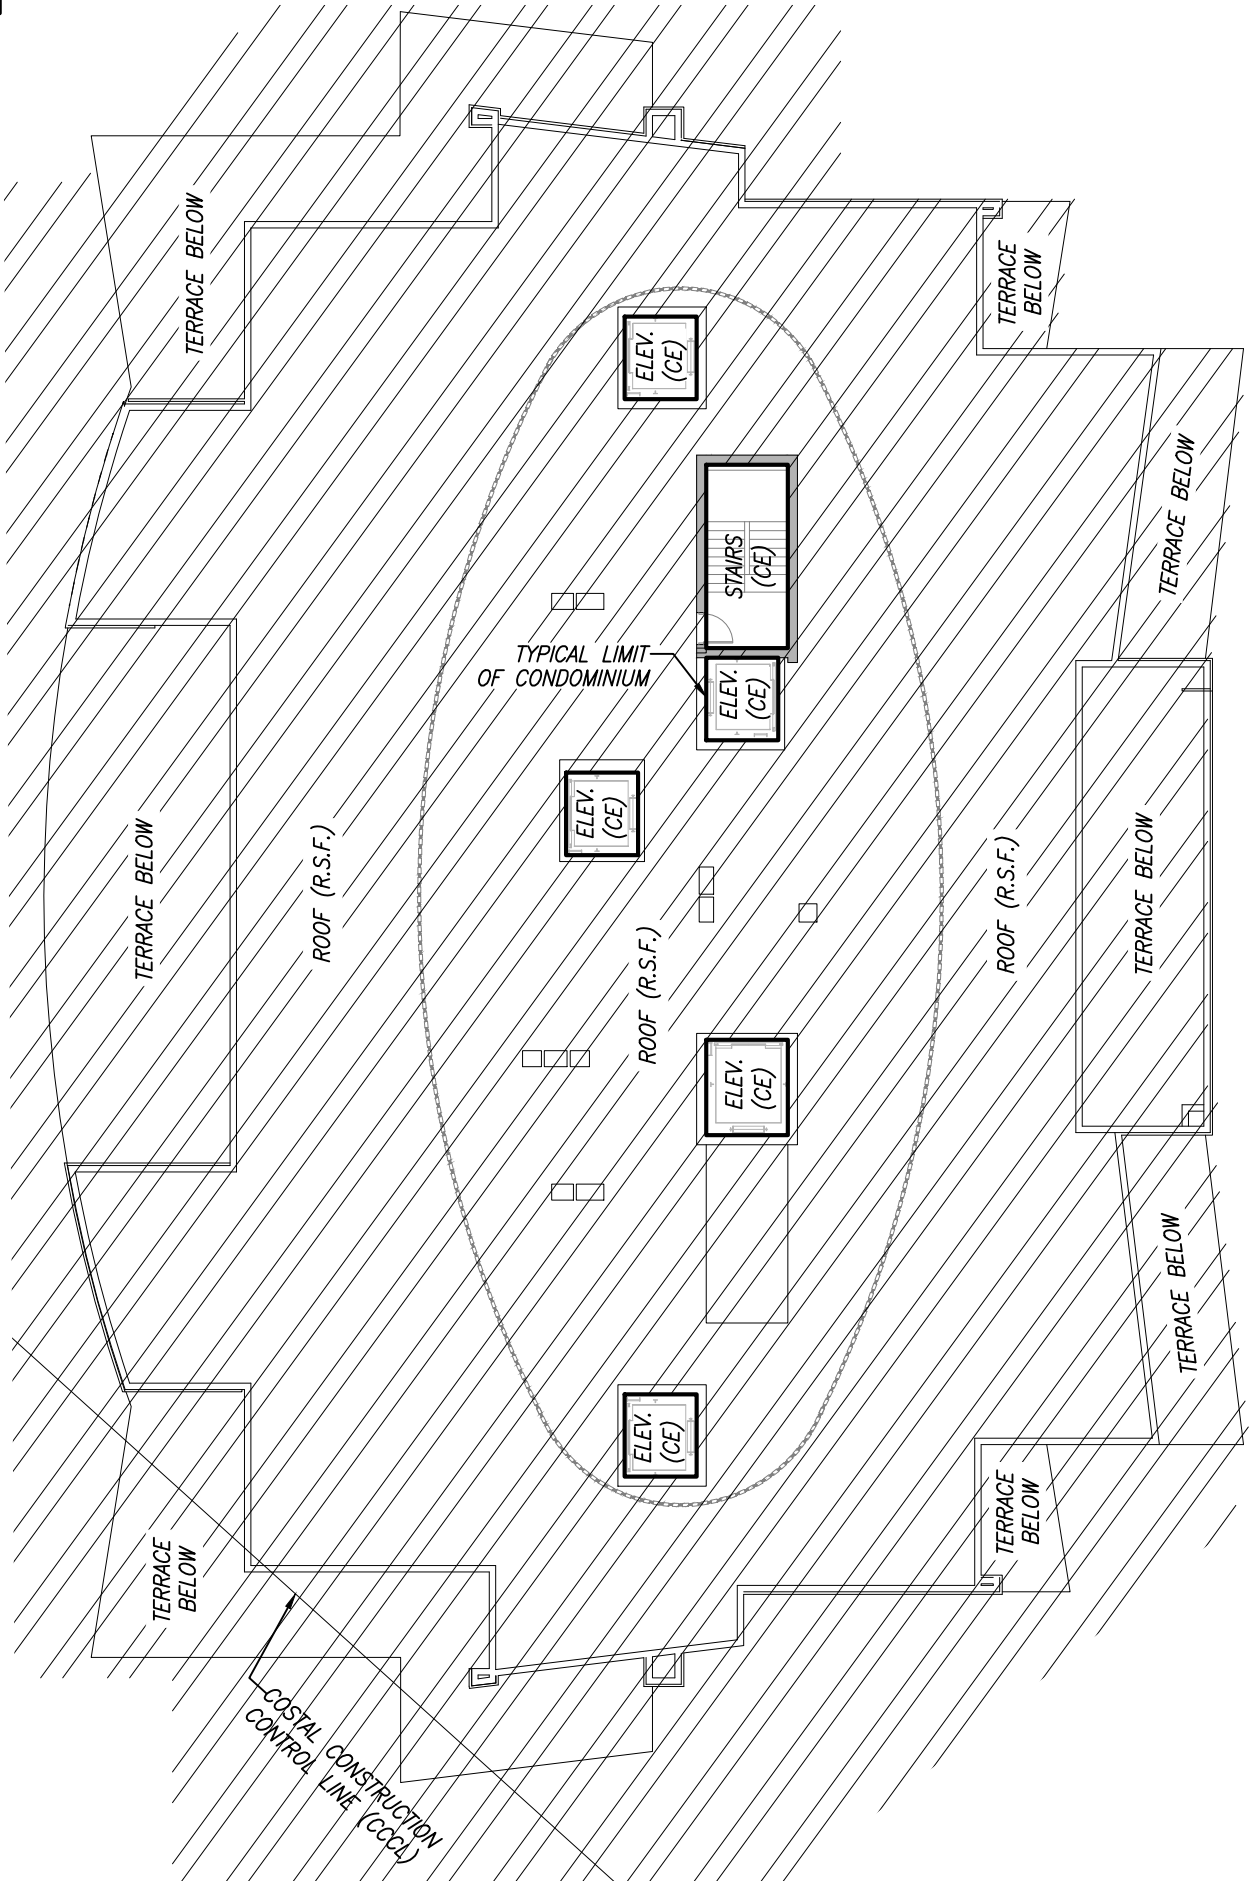 TERRACE BELOW
TERRACE
BELOW
ELEV.
(CE)
TERRACE BELOW
STAIRS
(CE)
TYPICAL LIMIT
OF CONDOMINIUM
ELEV.
(CE)
ELEV.
(CE)
TERRACE BELOW
ROOF (R.S.F.)
ROOF (R.S.F.)
ROOF (R.S.F.)
TERRACE BELOW
ELEV.
(CE)
TERRACE BELOW
ELEV.
(CE)
TERRACE
BELOW
TERRACE
BELOW
COSTAL CONSTRUCTION
CONTROL LINE (CCCL)